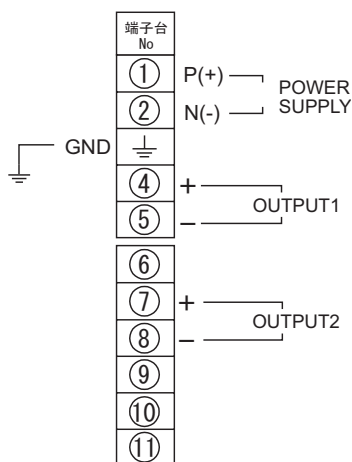 端子台
No
① P(+)
POWER
② N(-)
SUPPLY
GND
④ +
OUTPUT1
⑤ −
⑥
⑦ +
OUTPUT2
⑧ −
⑨
⑩
⑪